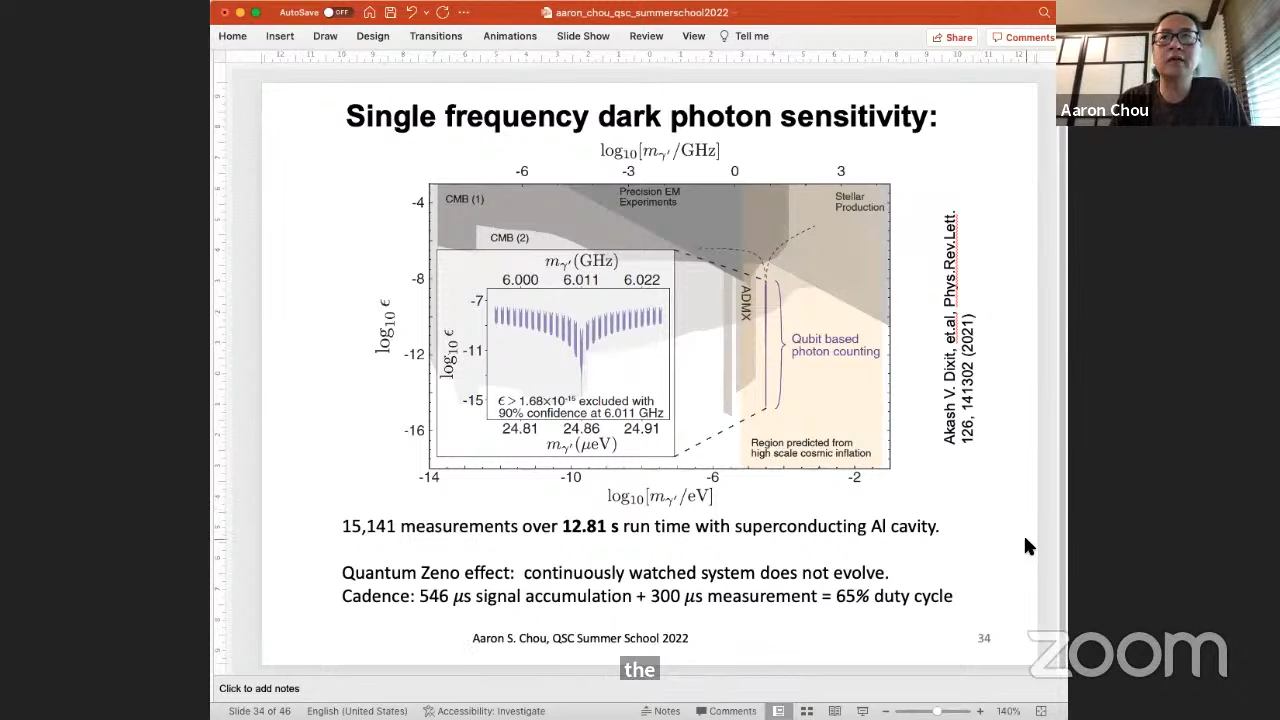 AutoSave OFF
aaron_chou_qsc_summerschool2022
Home Insert Draw Design Transitions Animations Slide Show Review View Tell me Share Comments
Aaron Chou
Single frequency dark photon sensitivity:
log₁₀[mγ′/GHz]
-6 -3 0 3
-4
-8
-12
-16
log₁₀ ϵ
CMB (1)
Precision EM
Experiments
Stellar
Production
CMB (2)
mγ′(GHz)
6.000 6.011 6.022
-7
-11
-15
log₁₀ ϵ
ϵ > 1.68×10⁻¹⁵ excluded with
90% confidence at 6.011 GHz
24.81 24.86 24.91
mγ′(μeV)
ADMX
Qubit based
photon counting
Region predicted from
high scale cosmic inflation
-14 -10 -6 -2
log₁₀[mγ′/eV]
Akash V. Dixit, et.al, Phys.Rev.Lett.
126, 141302 (2021)
15,141 measurements over 12.81 s run time with superconducting Al cavity.
Quantum Zeno effect: continuously watched system does not evolve.
Cadence: 546 μs signal accumulation + 300 μs measurement = 65% duty cycle
Aaron S. Chou, QSC Summer School 2022
34
the
zoom
Click to add notes
Slide 34 of 46 English (United States) Accessibility: Investigate Notes Comments 140%